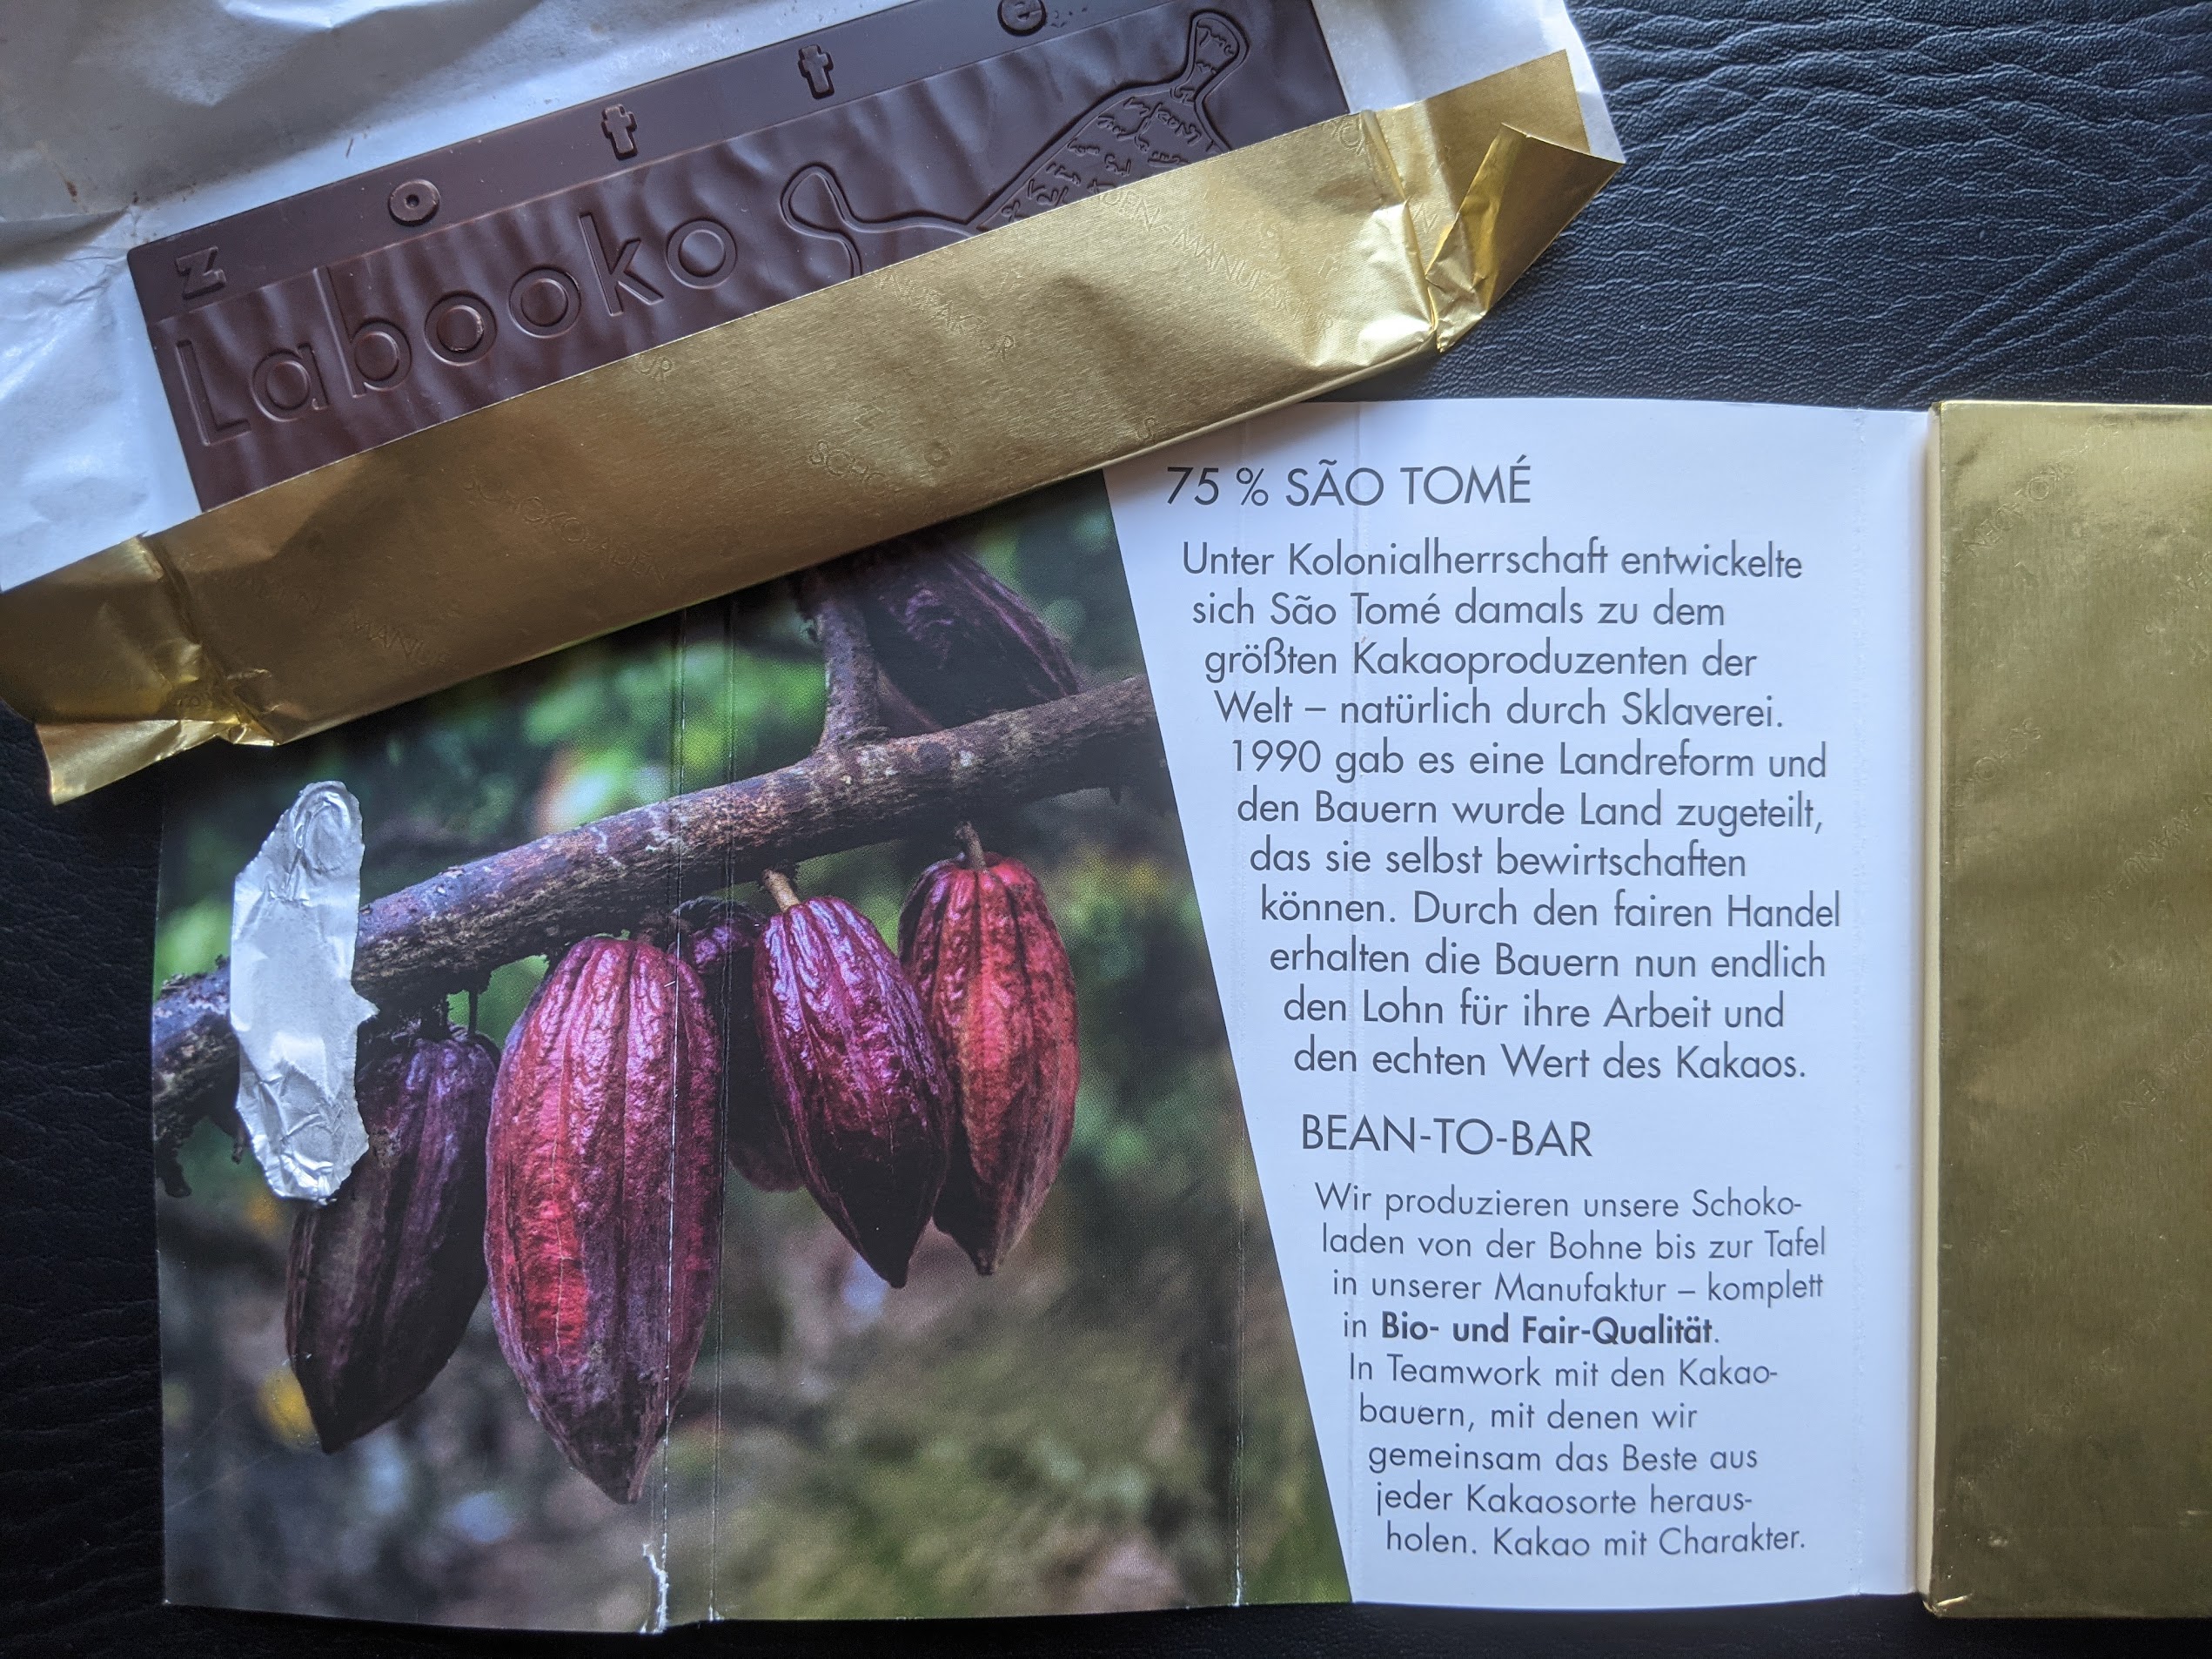 zotte
Labooko
75 % SÃO TOMÉ
Unter Kolonialherrschaft entwickelte
sich São Tomé damals zu dem
größten Kakaoproduzenten der
Welt – natürlich durch Sklaverei.
1990 gab es eine Landreform und
den Bauern wurde Land zugeteilt,
das sie selbst bewirtschaften
können. Durch den fairen Handel
erhalten die Bauern nun endlich
den Lohn für ihre Arbeit und
den echten Wert des Kakaos.
BEAN-TO-BAR
Wir produzieren unsere Schoko-
laden von der Bohne bis zur Tafel
in unserer Manufaktur – komplett
in Bio- und Fair-Qualität.
In Teamwork mit den Kakao-
bauern, mit denen wir
gemeinsam das Beste aus
jeder Kakaosorte heraus-
holen. Kakao mit Charakter.